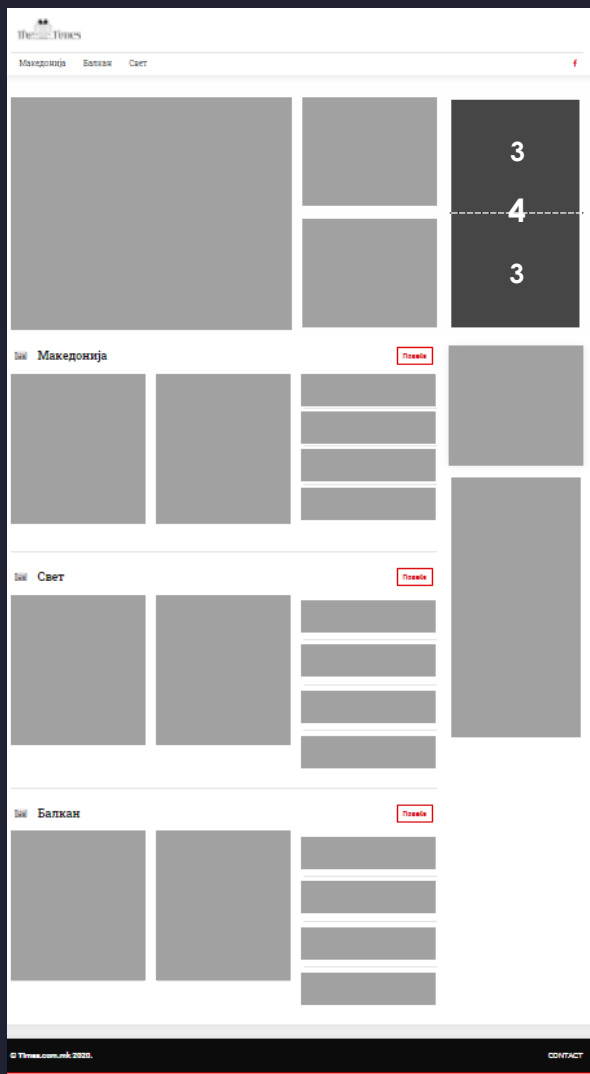 The Times
Македонија Балкан Свет
f
3
4
3
Македонија
Повеќе
Свет
Повеќе
Балкан
Повеќе
© Times.com.mk 2020.
CONTACT